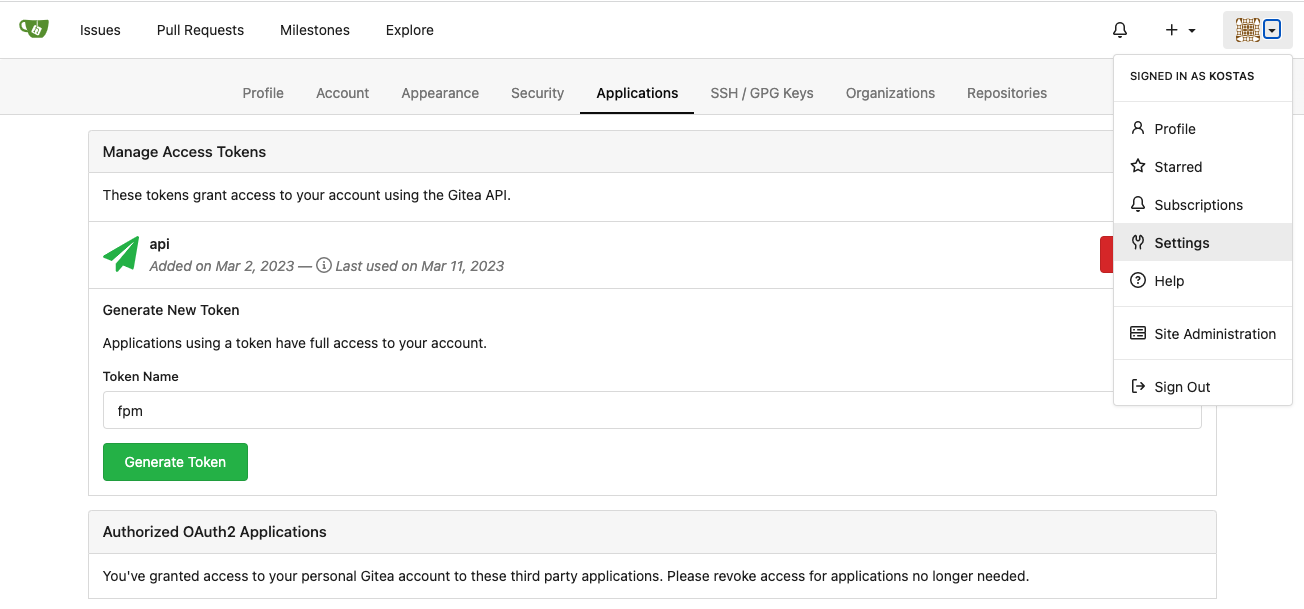 Issues Pull Requests Milestones Explore
SIGNED IN AS KOSTAS
Profile Account Appearance Security Applications SSH / GPG Keys Organizations Repositories
Profile
Starred
Subscriptions
Settings
Help
Site Administration
Sign Out
Manage Access Tokens
These tokens grant access to your account using the Gitea API.
api
Added on Mar 2, 2023 — Last used on Mar 11, 2023
Generate New Token
Applications using a token have full access to your account.
Token Name
fpm
Generate Token
Authorized OAuth2 Applications
You've granted access to your personal Gitea account to these third party applications. Please revoke access for applications no longer needed.